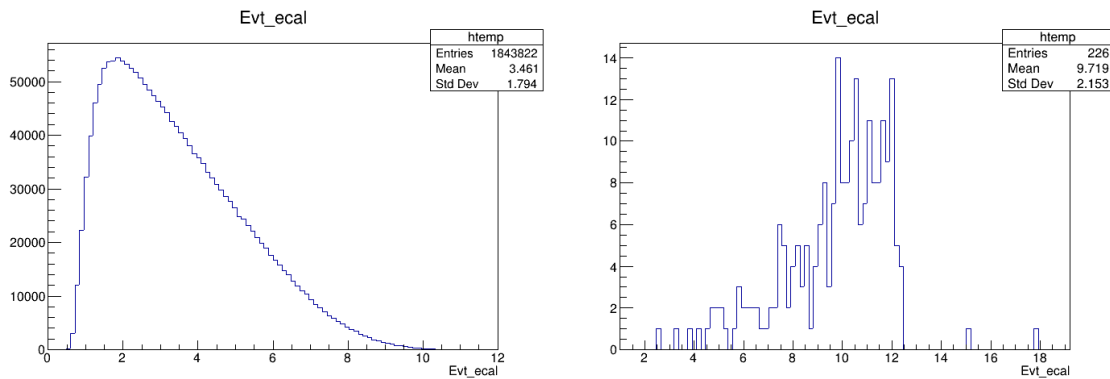 Evt_ecal
htemp
Entries 1843822
Mean 3.461
Std Dev 1.794
50000
40000
30000
20000
10000
0
0 2 4 6 8 10 12
Evt_ecal
Evt_ecal
htemp
Entries 226
Mean 9.719
Std Dev 2.153
14
12
10
8
6
4
2
0
2 4 6 8 10 12 14 16 18
Evt_ecal